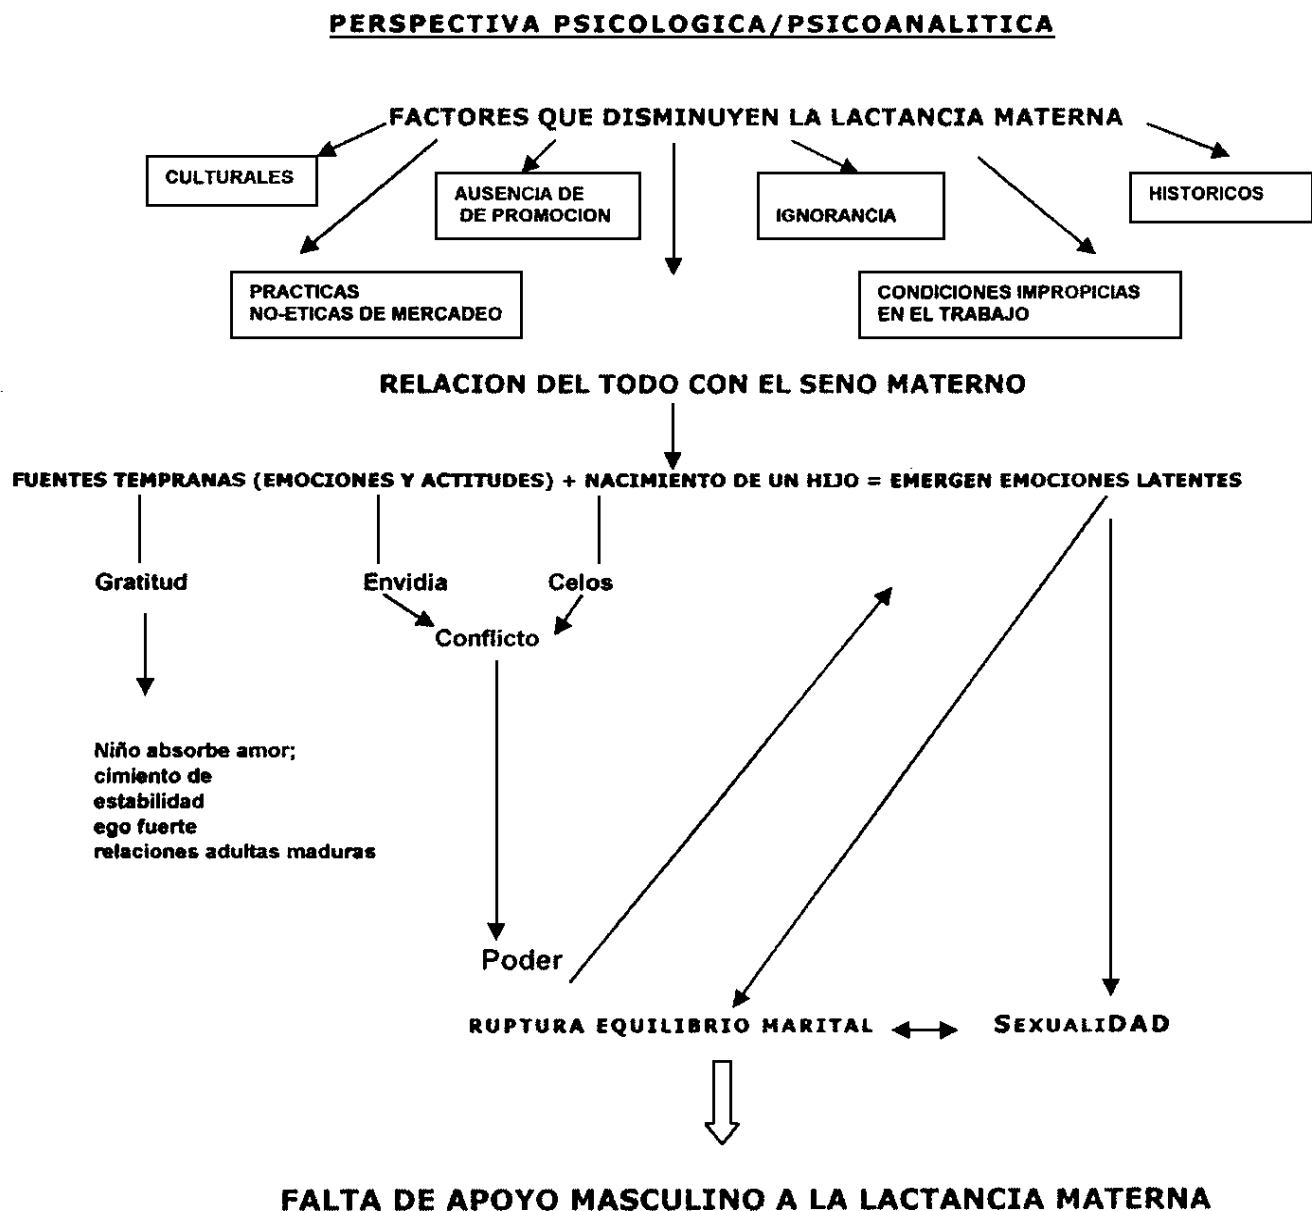 PERSPECTIVA PSICOLOGICA/PSICOANALITICA
FACTORES QUE DISMINUYEN LA LACTANCIA MATERNA
CULTURALES
AUSENCIA DE
DE PROMOCION
IGNORANCIA
HISTORICOS
PRACTICAS
NO-ETICAS DE MERCADEO
CONDICIONES IMPROPICIAS
EN EL TRABAJO
RELACION DEL TODO CON EL SENO MATERNO
FUENTES TEMPRANAS (EMOCIONES Y ACTITUDES) + NACIMIENTO DE UN HIJO = EMERGEN EMOCIONES LATENTES
Gratitud
Envidia
Celos
Conflicto
Niño absorbe amor;
cimiento de
estabilidad
ego fuerte
relaciones adultas maduras
Poder
RUPTURA EQUILIBRIO MARITAL
SEXUALIDAD
FALTA DE APOYO MASCULINO A LA LACTANCIA MATERNA